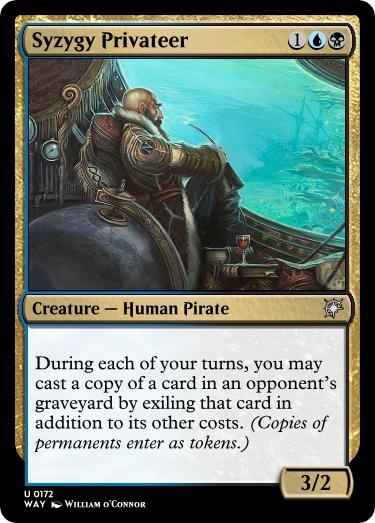 Syzygy Privateer 1
Creature — Human Pirate
During each of your turns, you may
cast a copy of a card in an opponent's
graveyard by exiling that card in
addition to its other costs. (Copies of
permanents enter as tokens.)
3/2
U 0172
WAY William O'Connor